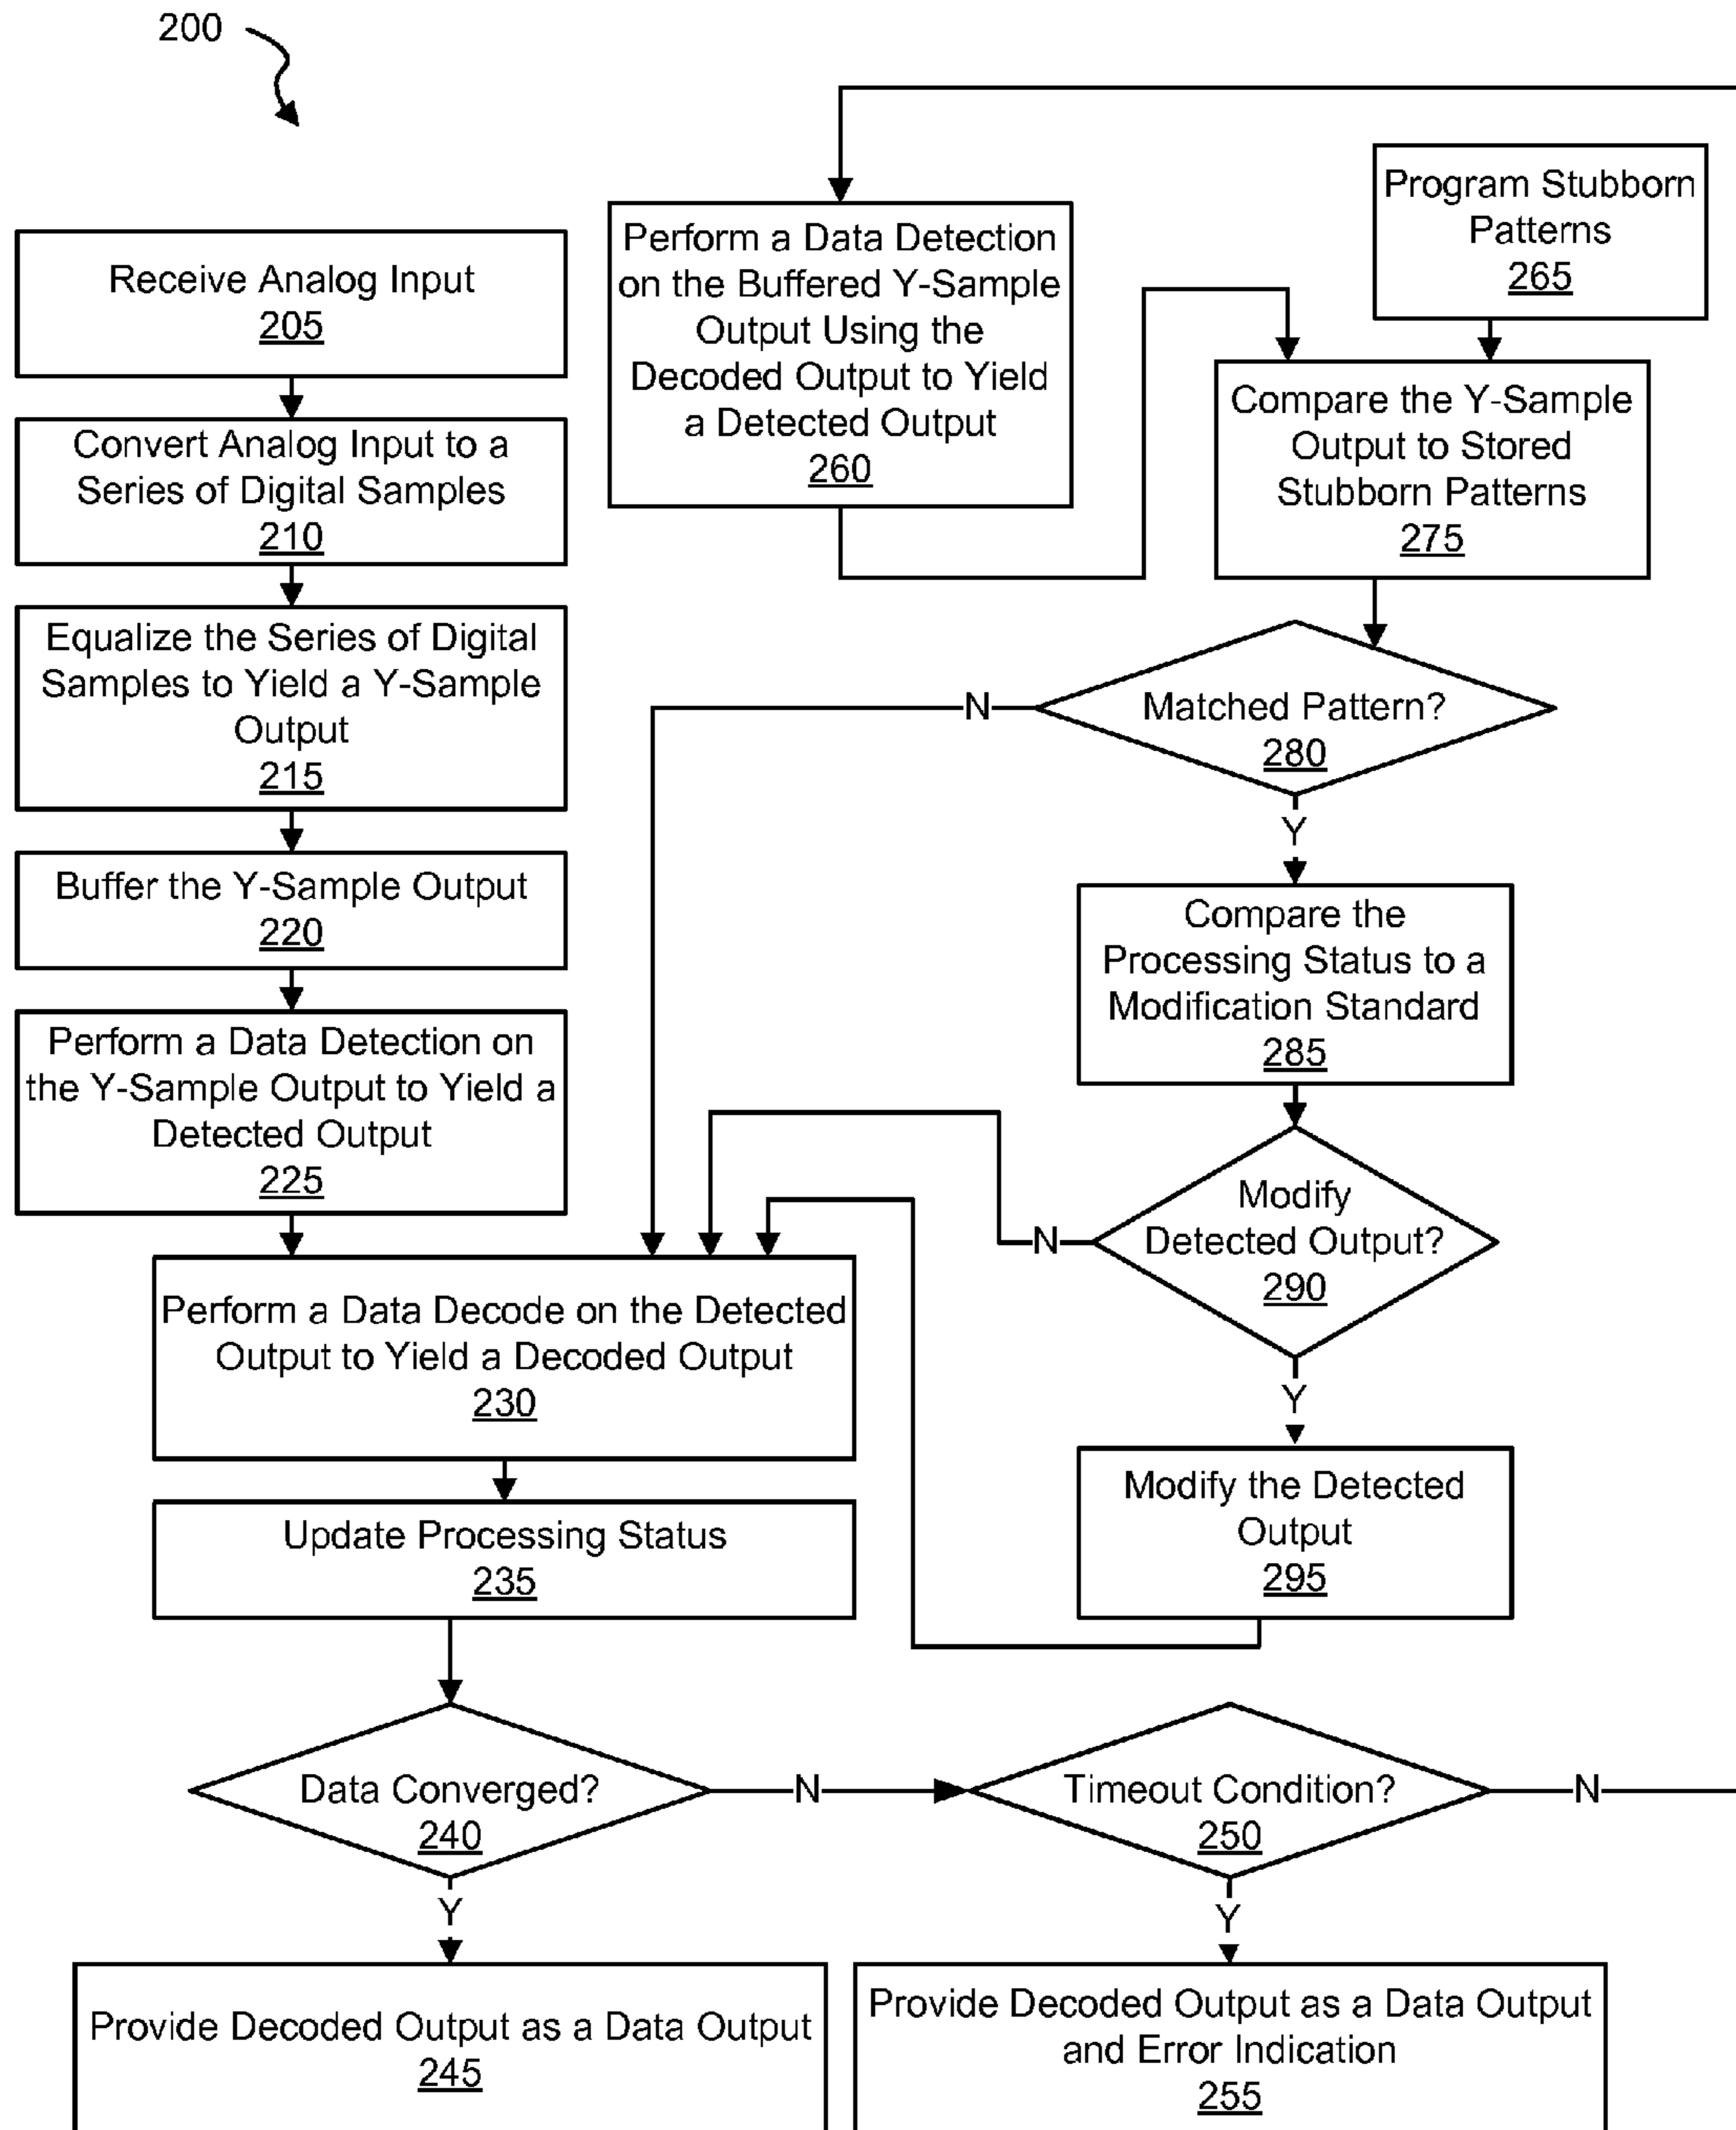 200
Receive Analog Input
205
Convert Analog Input to a
Series of Digital Samples
210
Equalize the Series of Digital
Samples to Yield a Y-Sample
Output
215
Buffer the Y-Sample Output
220
Perform a Data Detection on
the Y-Sample Output to Yield a
Detected Output
225
Perform a Data Decode on the Detected
Output to Yield a Decoded Output
230
Update Processing Status
235
Data Converged?
240
N
Y
Provide Decoded Output as a Data Output
245
Timeout Condition?
250
N
Y
Provide Decoded Output as a Data Output
and Error Indication
255
Perform a Data Detection
on the Buffered Y-Sample
Output Using the
Decoded Output to Yield
a Detected Output
260
Program Stubborn
Patterns
265
Compare the Y-Sample
Output to Stored
Stubborn Patterns
275
Matched Pattern?
280
N
Y
Compare the
Processing Status to a
Modification Standard
285
Modify
Detected Output?
290
N
Y
Modify the Detected
Output
295